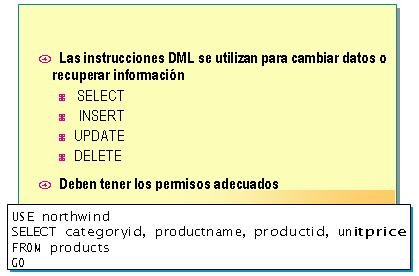 Las instrucciones DML se utilizan para cambiar datos o
recuperar información
SELECT
INSERT
UPDATE
DELETE
Deben tener los permisos adecuados
USE northwind
SELECT categoryid, productname, productid, unitprice
FROM products
GO